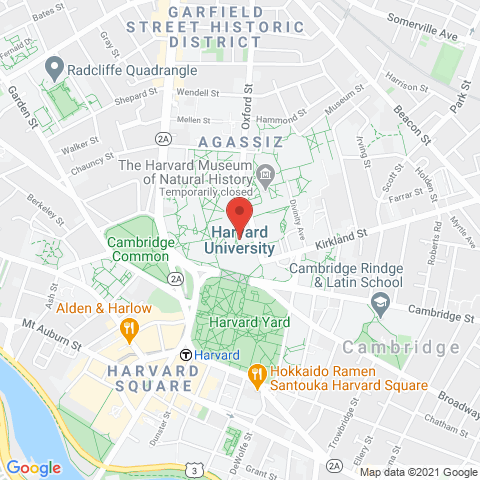 GARFIELD
STREET HISTORIC
DISTRICT
Bates St
Somerville Ave
Fernald Dr
Gray St
Radcliffe Quadrangle
Garden St
Shepard St
Wendell St
Oxford St
Harrison St
Park St
Mellen St
Hammond St
Museum St
Beacon St
2A
Walker St
Chauncy St
AGASSIZ
Irving St
Scott St
Holden St
The Harvard Museum
of Natural History
Temporarily closed
Farrar St
Berkeley St
Divinity Ave
Myrtle Ave
Roberts Rd
Harvard
University
Kirkland St
Cambridge
Common
2A
Cambridge Rindge
& Latin School
Ash St
Alden & Harlow
Cambridge St
Harvard Yard
Mt Auburn St
Harvard
Cambridge
HARVARD
SQUARE
Hokkaido Ramen
Santouka Harvard Square
Broadway
Dunster St
Trowbridge St
Chatham St
Ellery St
DeWolfe St
Grant St
3
2A
Google
Map data ©2021 Google